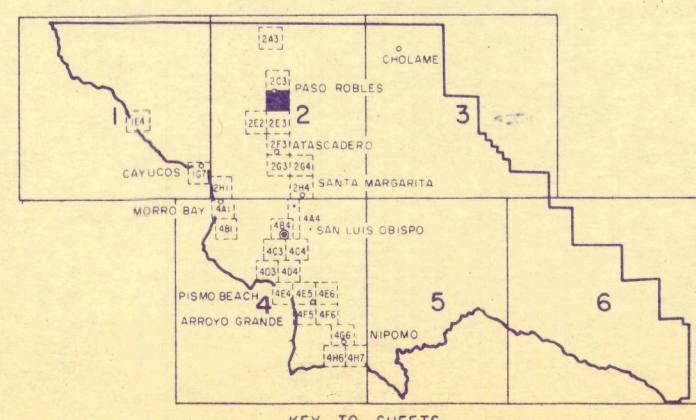 2A3
CHOLAME
2C3
PASO ROBLES
1
1E4
2E2 2E3
2
3
2F3
ATASCADERO
CAYUCOS
1G7
2G3 2G4
2H1
2H4
SANTA MARGARITA
MORRO BAY
4A1
4A4
4B1
4B4
SAN LUIS OBISPO
4C3 4C4
4D3 4D4
PISMO BEACH
4E4 4E5 4E6
4
5
6
ARROYO GRANDE
4F5 4F6
4G6
NIPOMO
4H6 4H7
KEY TO SHEETS